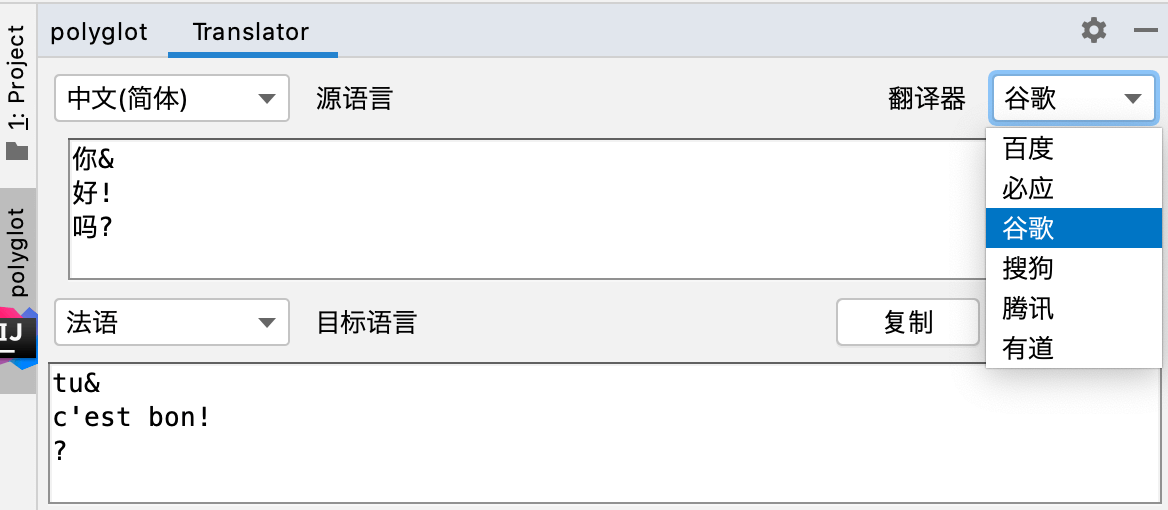 polyglot Translator
1: Project
中文(简体) 源语言 翻译器 谷歌
你&
好!
吗?
百度
必应
谷歌
搜狗
腾讯
有道
polyglot
IJ
法语 目标语言 复制
tu&
c'est bon!
?